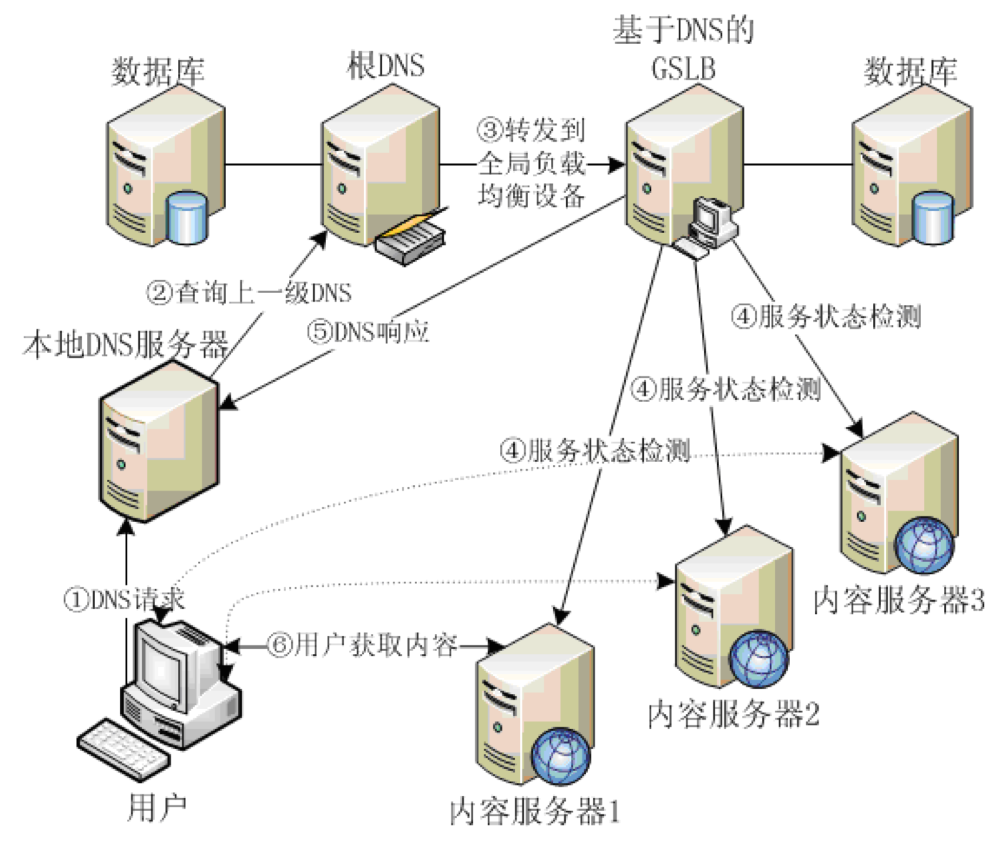 数据库
根DNS
基于DNS的
GSLB
数据库
③转发到
全局负载
均衡设备
②查询上一级DNS
⑤DNS响应
④服务状态检测
本地DNS服务器
④服务状态检测
④服务状态检测
①DNS请求
内容服务器3
⑥用户获取内容
内容服务器2
用户
内容服务器1